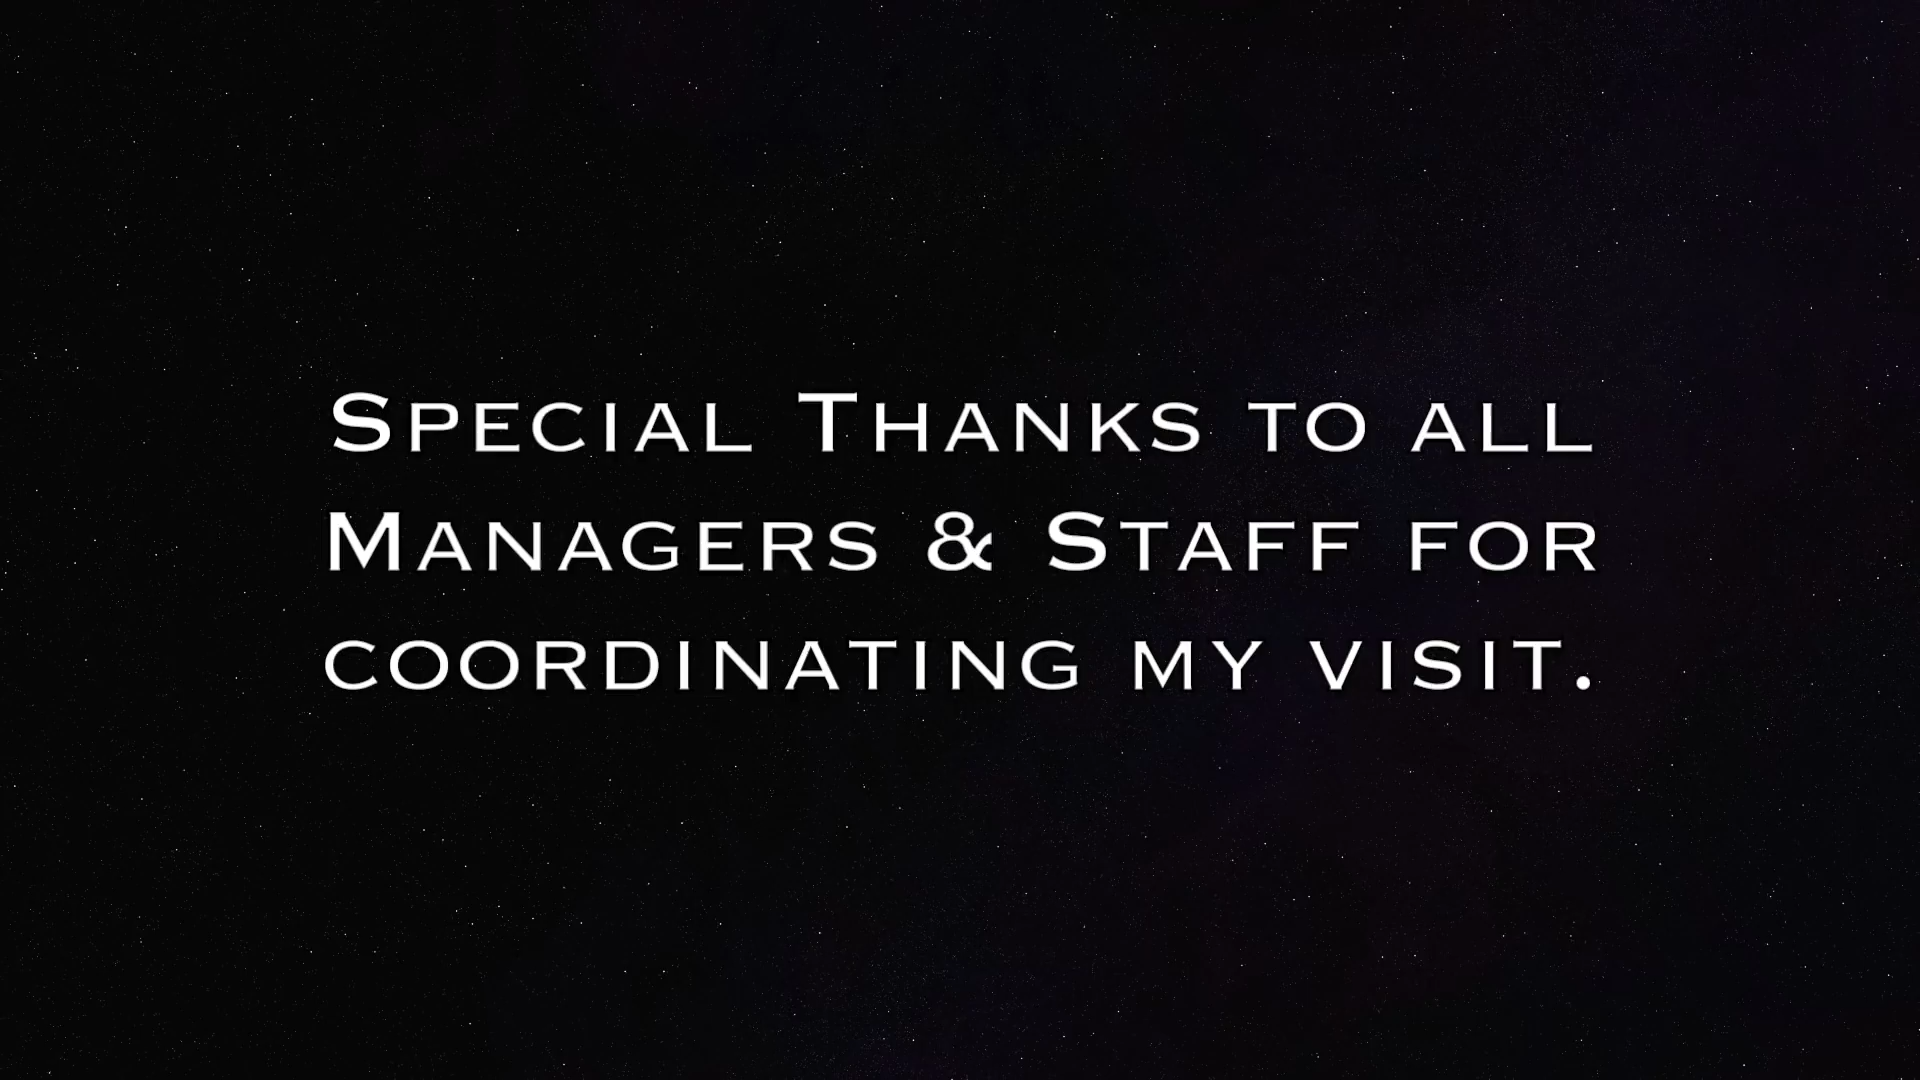 Special Thanks to all
Managers & Staff for
coordinating my visit.